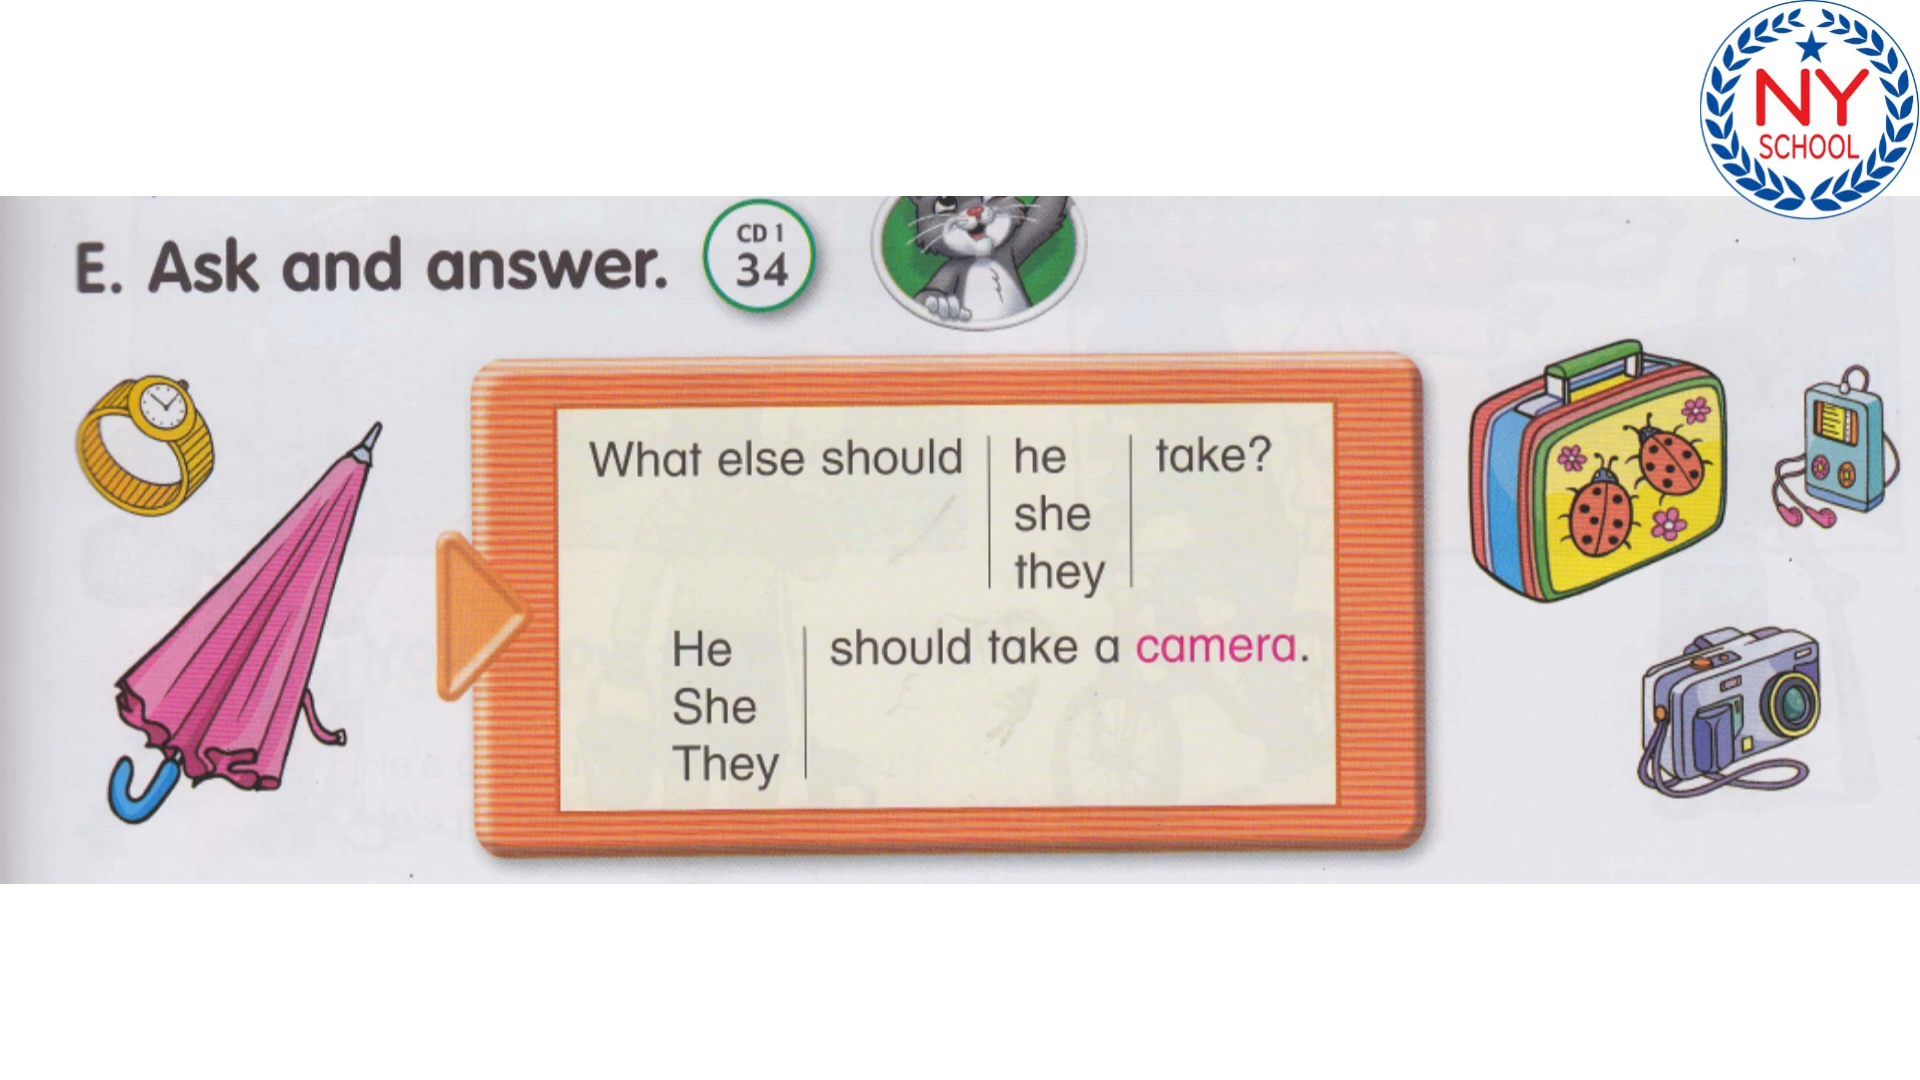 NY
SCHOOL
E. Ask and answer.
CD 1
34
What else should he take?
she
they
He should take a camera.
She
They